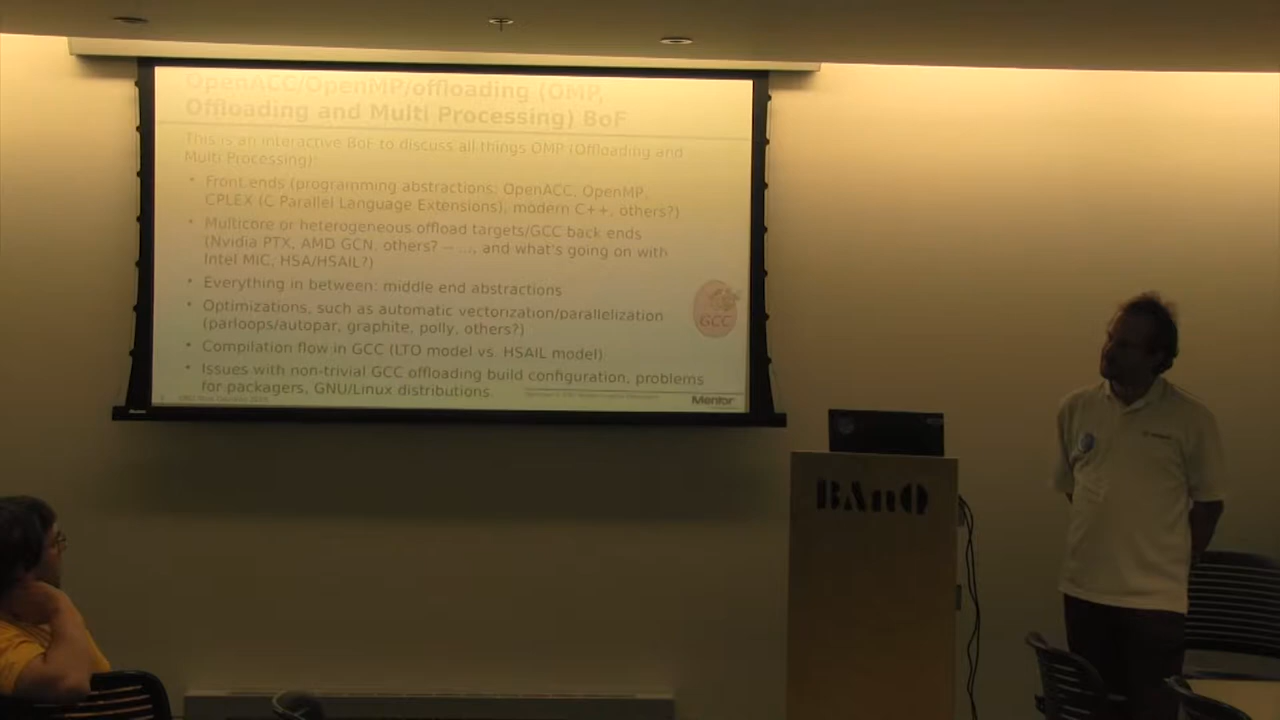 OpenACC/OpenMP/offloading (OMP,
Offloading and Multi Processing) BoF
This is an interactive BoF to discuss all things OMP (Offloading and
Multi Processing):
• Front ends (programming abstractions: OpenACC, OpenMP,
CPLEX (C Parallel Language Extensions), modern C++, others?)
• Multicore or heterogeneous offload targets/GCC back ends
(Nvidia PTX, AMD GCN, others? — …, and what's going on with
Intel MIC, HSA/HSAIL?)
• Everything in between: middle end abstractions
• Optimizations, such as automatic vectorization/parallelization
(parloops/autopar, graphite, polly, others?)
• Compilation flow in GCC (LTO model vs. HSAIL model)
• Issues with non-trivial GCC offloading build configuration, problems
for packagers, GNU/Linux distributions.
GCC
Mentor
BAnQ